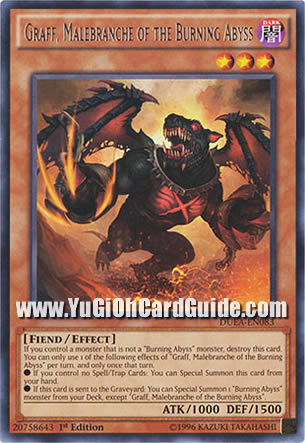 GRAFF, MALEBRANCHE OF THE BURNING ABYSS
DARK
闇
WWW.YUGIOHCARDGUIDE.COM
DUEA-EN083
[FIEND / EFFECT]
If you control a monster that is not a "Burning Abyss" monster, destroy this card.
You can only use 1 of the following effects of "Graff, Malebranche of the Burning
Abyss" per turn, and only once that turn.
● If you control no Spell/Trap Cards: You can Special Summon this card
from your hand.
● If this card is sent to the Graveyard: You can Special Summon 1 "Burning Abyss"
monster from your Deck, except "Graff, Malebranche of the Burning Abyss".
ATK/1000 DEF/1500
20758643 1st Edition ©1996 KAZUKI TAKAHASHI